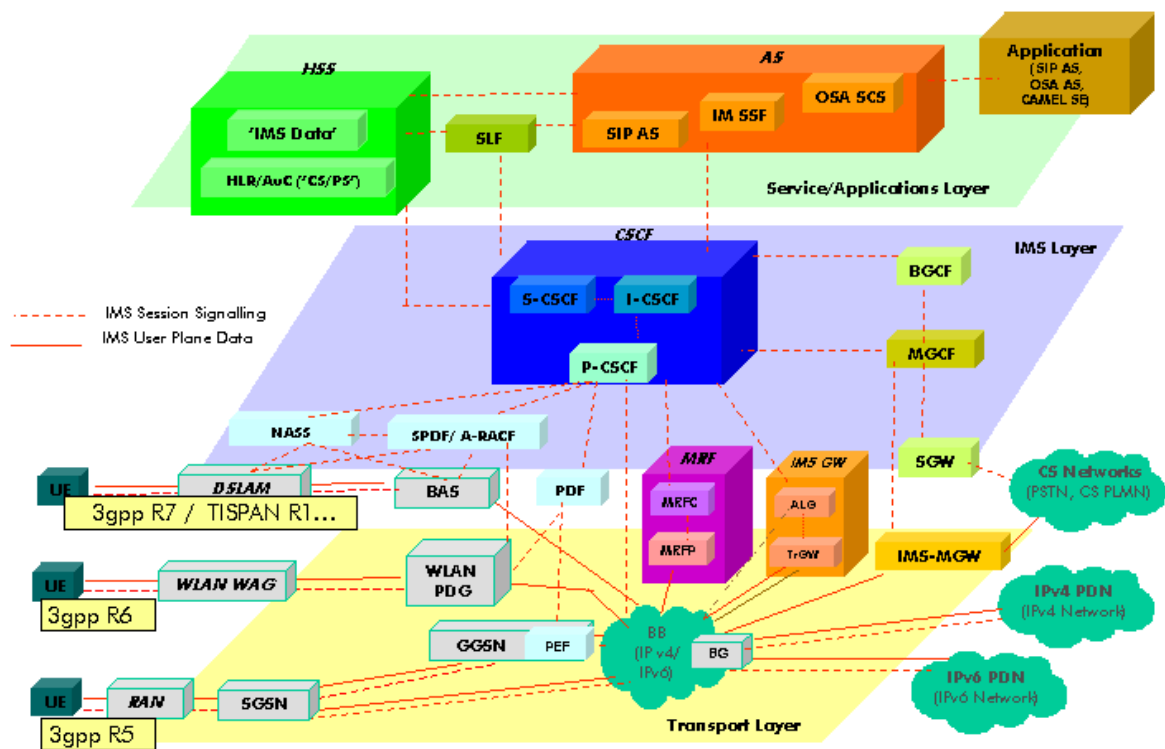 HSS
'IMS Data'
HLR/AuC ('CS/PS')
SLF
AS
SIP AS
IM SSF
OSA SCS
Application
(SIP AS,
OSA AS,
CAMEL SE)
Service/Applications Layer
IMS Layer
CSCF
S-CSCF
I-CSCF
P-CSCF
BGCF
MGCF
SGW
IMS Session Signalling
IMS User Plane Data
NASS
SPDF/ A-RACF
UE
DSLAM
BAS
3gpp R7 / TISPAN R1...
PDF
MRF
MRFC
MRFP
IMS GW
ALG
TrGW
CS Networks
(PSTN, CS PLMN)
IMS-MGW
UE
WLAN WAG
WLAN
PDG
3gpp R6
GGSN
PEF
BB
(IP v4/
IPv6)
BG
IPv4 PDN
(IPv4 Network)
IPv6 PDN
(IPv6 Network)
UE
RAN
SGSN
3gpp R5
Transport Layer